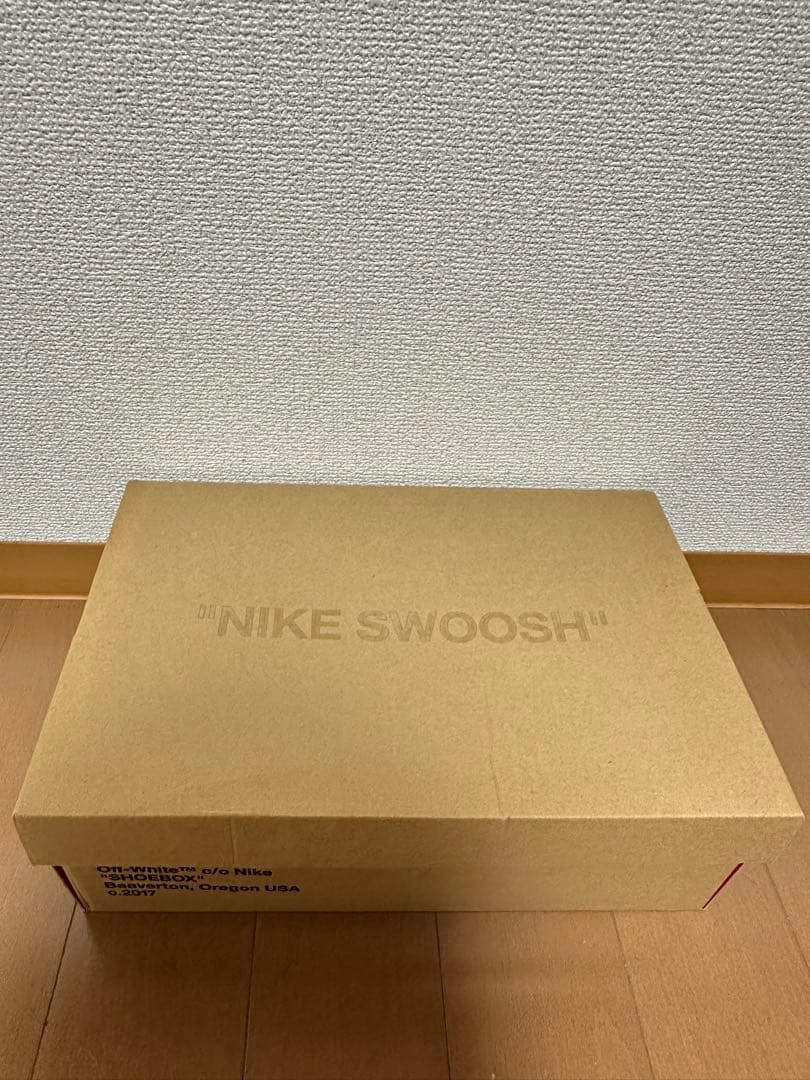 "NIKE SWOOSH"
Off-White™ c/o Nike
"SHOEBOX"
Beaverton, Oregon USA
c.2017